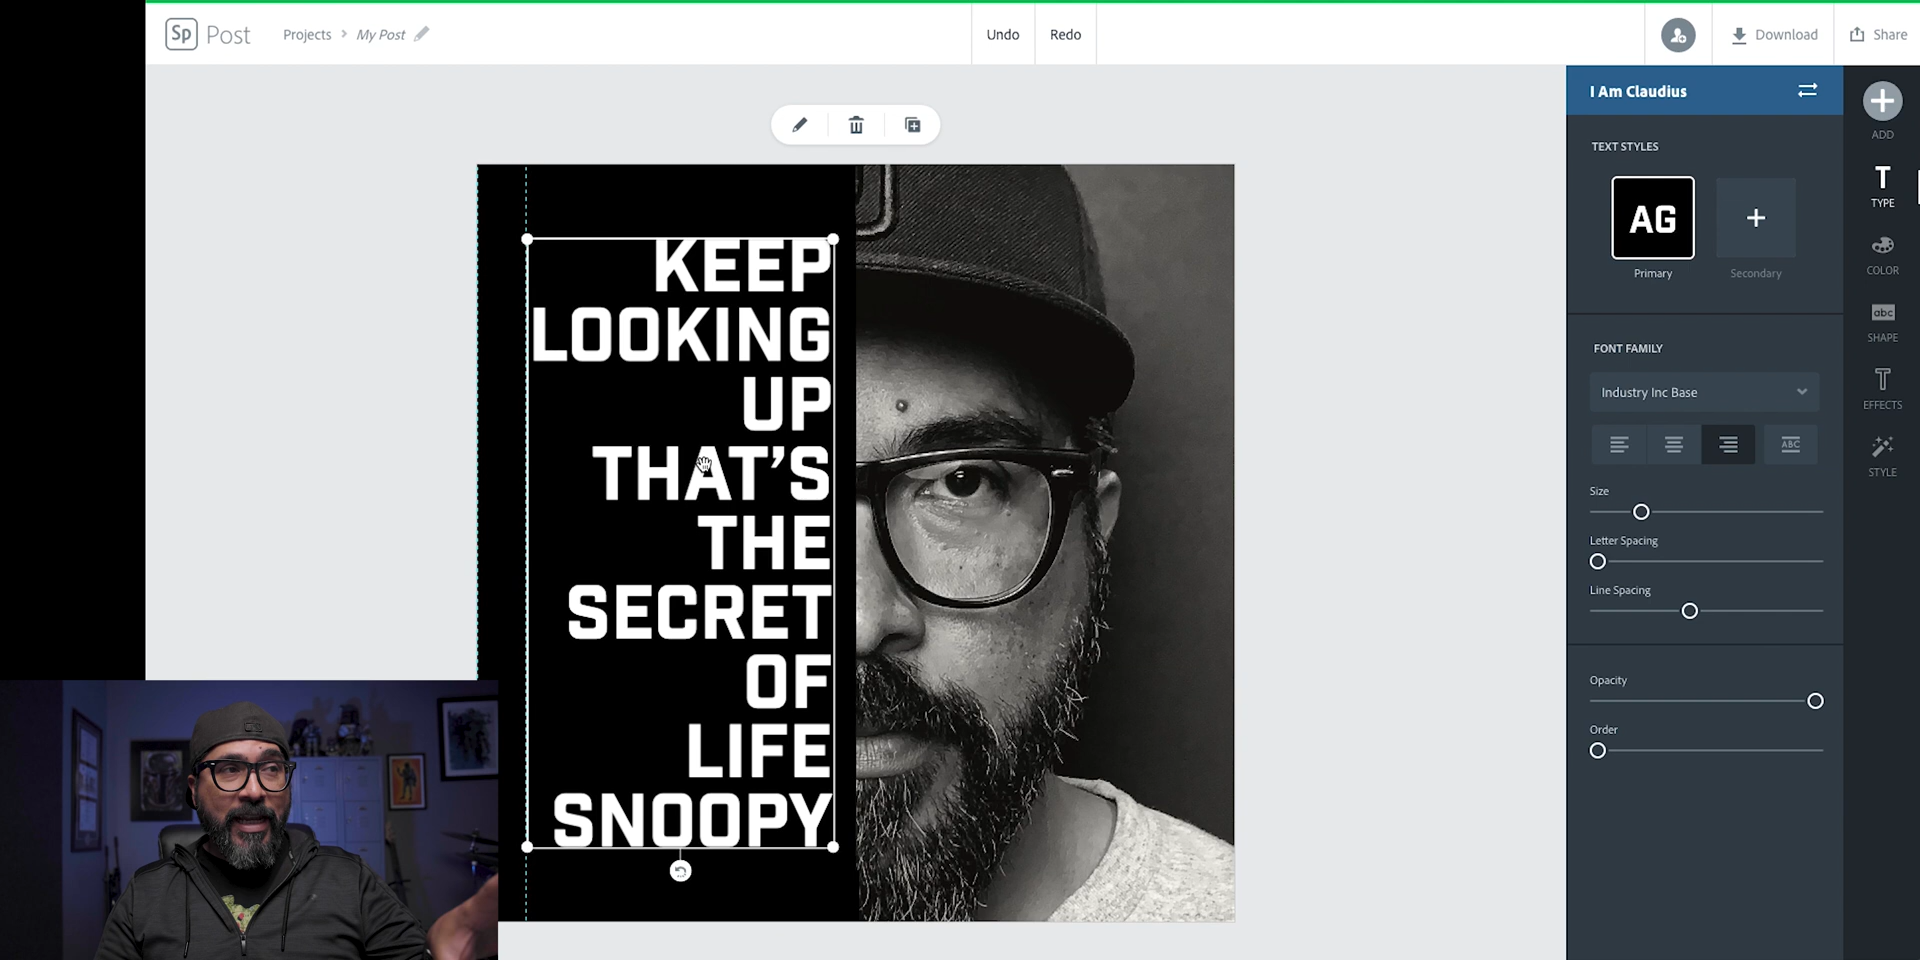 Sp Post
Projects > My Post
Undo
Redo
Download
Share
I Am Claudius
TEXT STYLES
AG
Primary
+
Secondary
FONT FAMILY
Industry Inc Base
ABC
Size
Letter Spacing
Line Spacing
Opacity
Order
ADD
T
TYPE
COLOR
abc
SHAPE
T
EFFECTS
STYLE
KEEP
LOOKING
UP
THAT’S
THE
SECRET
OF
LIFE
SNOOPY